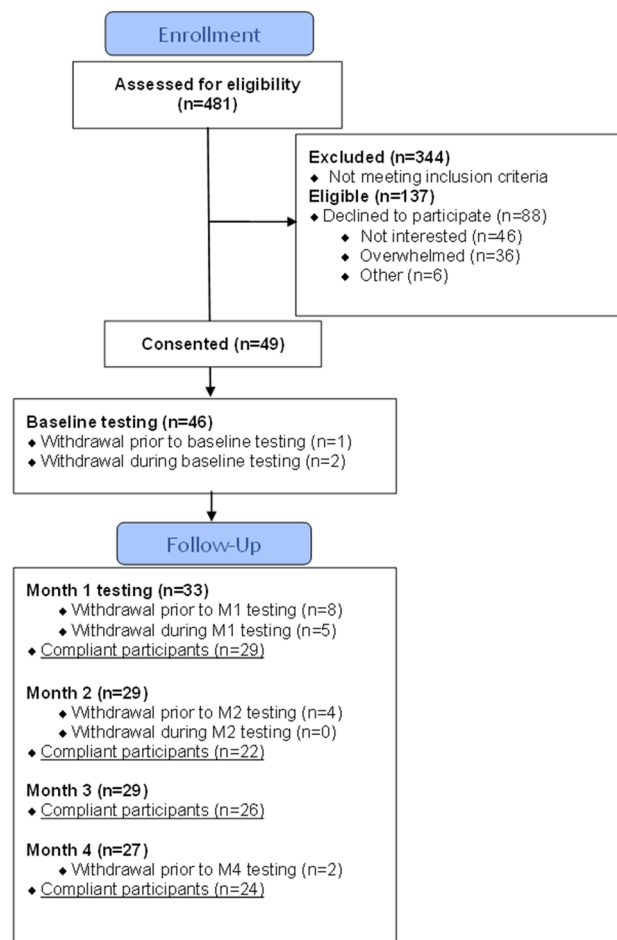 Enrollment
Assessed for eligibility
(n=481)
Excluded (n=344)
◆ Not meeting inclusion criteria
Eligible (n=137)
◆ Declined to participate (n=88)
◆ Not interested (n=46)
◆ Overwhelmed (n=36)
◆ Other (n=6)
Consented (n=49)
Baseline testing (n=46)
◆ Withdrawal prior to baseline testing (n=1)
◆ Withdrawal during baseline testing (n=2)
Follow-Up
Month 1 testing (n=33)
◆ Withdrawal prior to M1 testing (n=8)
◆ Withdrawal during M1 testing (n=5)
◆ Compliant participants (n=29)
Month 2 (n=29)
◆ Withdrawal prior to M2 testing (n=4)
◆ Withdrawal during M2 testing (n=0)
◆ Compliant participants (n=22)
Month 3 (n=29)
◆ Compliant participants (n=26)
Month 4 (n=27)
◆ Withdrawal prior to M4 testing (n=2)
◆ Compliant participants (n=24)